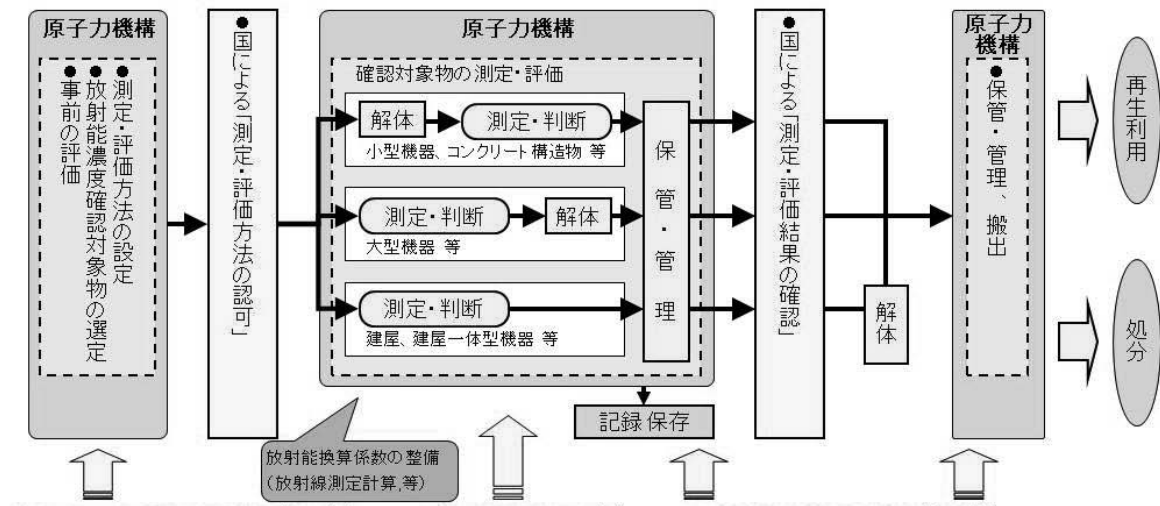 原子力機構
●測定・評価方法の設定
●放射能濃度確認対象物の選定
●事前の評価
●国による「測定・評価方法の認可」
原子力機構
確認対象物の測定・評価
解体
測定・判断
小型機器、コンクリート構造物 等
測定・判断
解体
大型機器 等
測定・判断
建屋、建屋一体型機器 等
保管・管理
記録保存
放射能換算係数の整備
(放射線測定計算,等)
●国による「測定・評価結果の確認」
解体
原子力
機構
●保管・管理、搬出
再生利用
処分